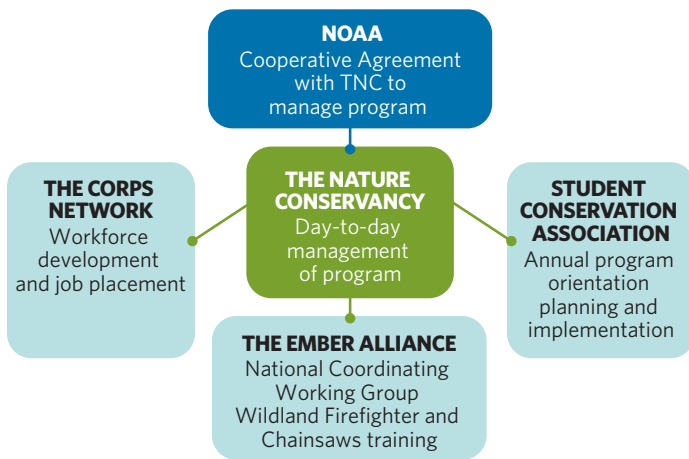 NOAA
Cooperative Agreement
with TNC to
manage program
THE CORPS
NETWORK
Workforce
development
and job placement
THE NATURE
CONSERVANCY
Day-to-day
management
of program
STUDENT
CONSERVATION
ASSOCIATION
Annual program
orientation
planning and
implementation
THE EMBER ALLIANCE
National Coordinating
Working Group
Wildland Firefighter and
Chainsaws training